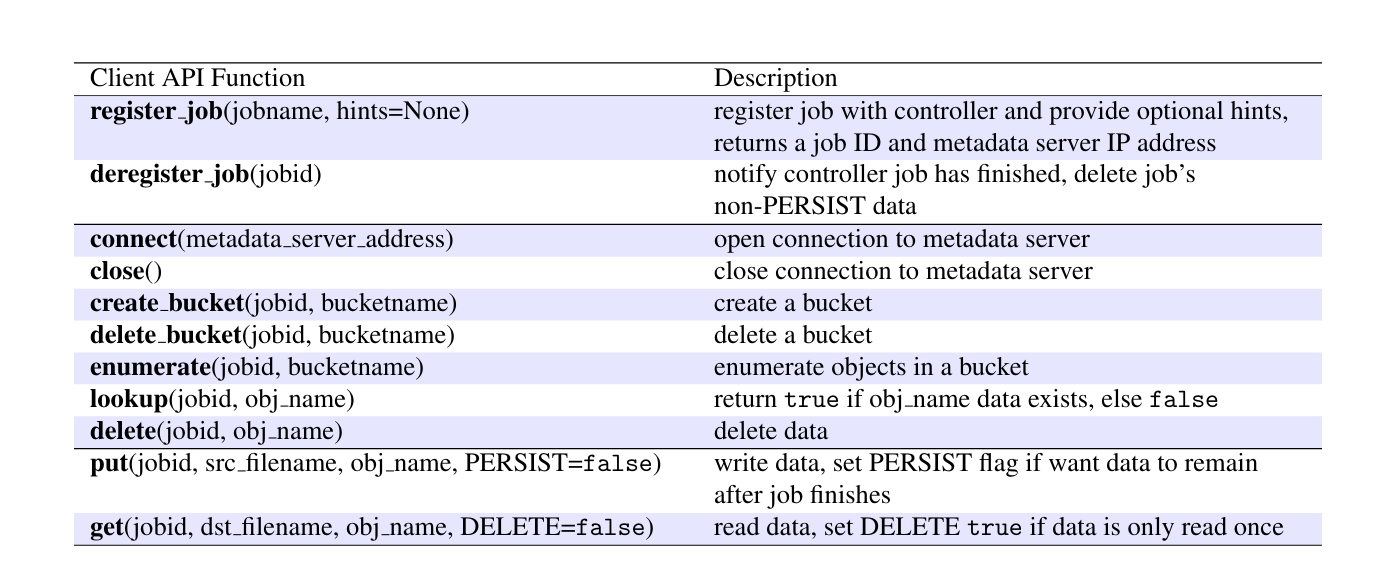 Client API Function Description
register_job(jobname, hints=None) register job with controller and provide optional hints,
returns a job ID and metadata server IP address
deregister_job(jobid) notify controller job has finished, delete job's
non-PERSIST data
connect(metadata_server_address) open connection to metadata server
close() close connection to metadata server
create_bucket(jobid, bucketname) create a bucket
delete_bucket(jobid, bucketname) delete a bucket
enumerate(jobid, bucketname) enumerate objects in a bucket
lookup(jobid, obj_name) return true if obj_name data exists, else false
delete(jobid, obj_name) delete data
put(jobid, src_filename, obj_name, PERSIST=false) write data, set PERSIST flag if want data to remain
after job finishes
get(jobid, dst_filename, obj_name, DELETE=false) read data, set DELETE true if data is only read once